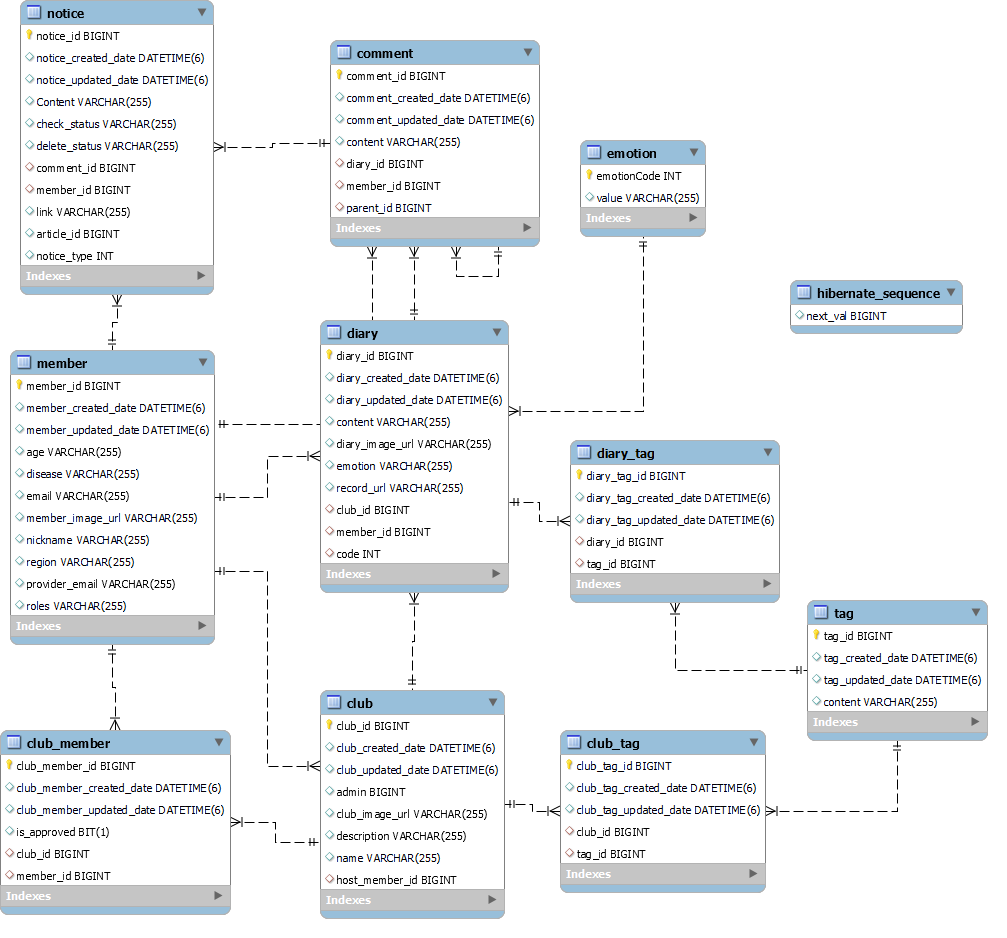 notice
notice_id BIGINT
notice_created_date DATETIME(6)
notice_updated_date DATETIME(6)
Content VARCHAR(255)
check_status VARCHAR(255)
delete_status VARCHAR(255)
comment_id BIGINT
member_id BIGINT
link VARCHAR(255)
article_id BIGINT
notice_type INT
Indexes
comment
comment_id BIGINT
comment_created_date DATETIME(6)
comment_updated_date DATETIME(6)
content VARCHAR(255)
diary_id BIGINT
member_id BIGINT
parent_id BIGINT
Indexes
emotion
emotionCode INT
value VARCHAR(255)
Indexes
hibernate_sequence
next_val BIGINT
member
member_id BIGINT
member_created_date DATETIME(6)
member_updated_date DATETIME(6)
age VARCHAR(255)
disease VARCHAR(255)
email VARCHAR(255)
member_image_url VARCHAR(255)
nickname VARCHAR(255)
region VARCHAR(255)
provider_email VARCHAR(255)
roles VARCHAR(255)
Indexes
diary
diary_id BIGINT
diary_created_date DATETIME(6)
diary_updated_date DATETIME(6)
content VARCHAR(255)
diary_image_url VARCHAR(255)
emotion VARCHAR(255)
record_url VARCHAR(255)
club_id BIGINT
member_id BIGINT
code INT
Indexes
diary_tag
diary_tag_id BIGINT
diary_tag_created_date DATETIME(6)
diary_tag_updated_date DATETIME(6)
diary_id BIGINT
tag_id BIGINT
Indexes
tag
tag_id BIGINT
tag_created_date DATETIME(6)
tag_updated_date DATETIME(6)
content VARCHAR(255)
Indexes
club_member
club_member_id BIGINT
club_member_created_date DATETIME(6)
club_member_updated_date DATETIME(6)
is_approved BIT(1)
club_id BIGINT
member_id BIGINT
Indexes
club
club_id BIGINT
club_created_date DATETIME(6)
club_updated_date DATETIME(6)
admin BIGINT
club_image_url VARCHAR(255)
description VARCHAR(255)
name VARCHAR(255)
host_member_id BIGINT
Indexes
club_tag
club_tag_id BIGINT
club_tag_created_date DATETIME(6)
club_tag_updated_date DATETIME(6)
club_id BIGINT
tag_id BIGINT
Indexes